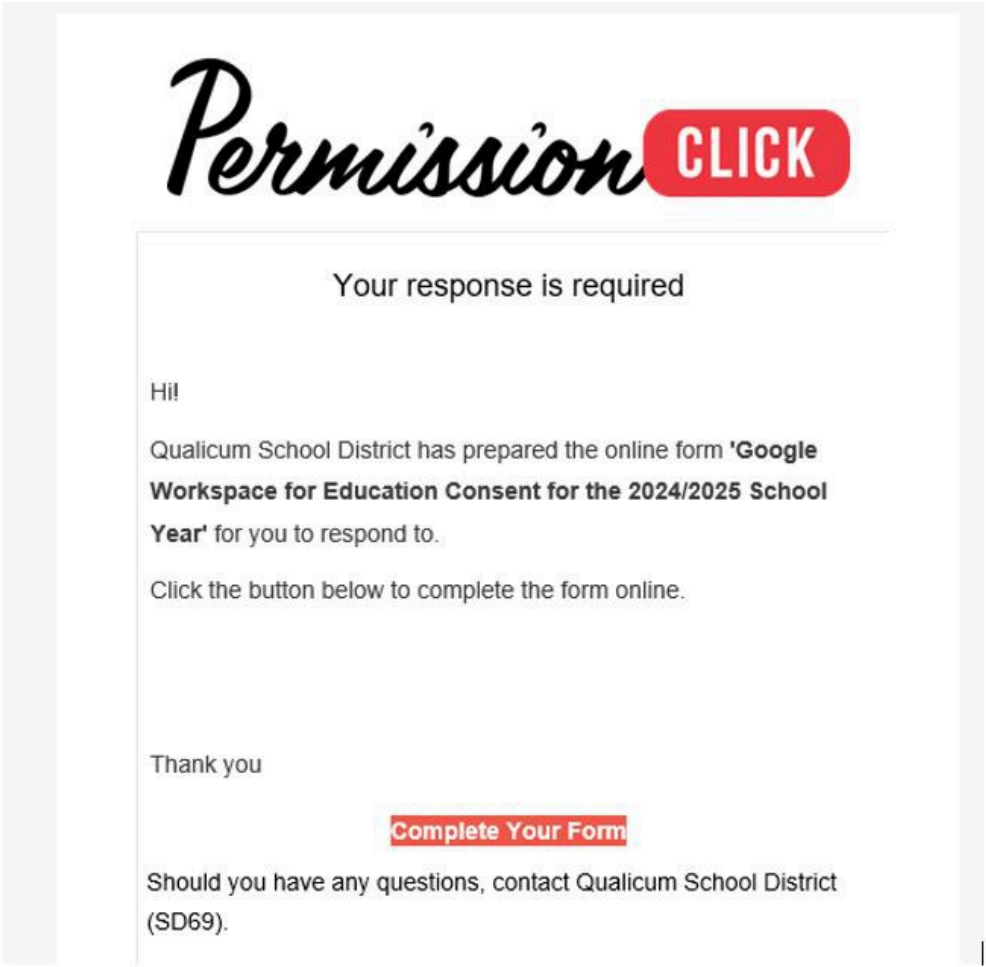 Permission CLICK
Your response is required
Hi!
Qualicum School District has prepared the online form 'Google
Workspace for Education Consent for the 2024/2025 School
Year' for you to respond to.
Click the button below to complete the form online.
Thank you
Complete Your Form
Should you have any questions, contact Qualicum School District
(SD69).